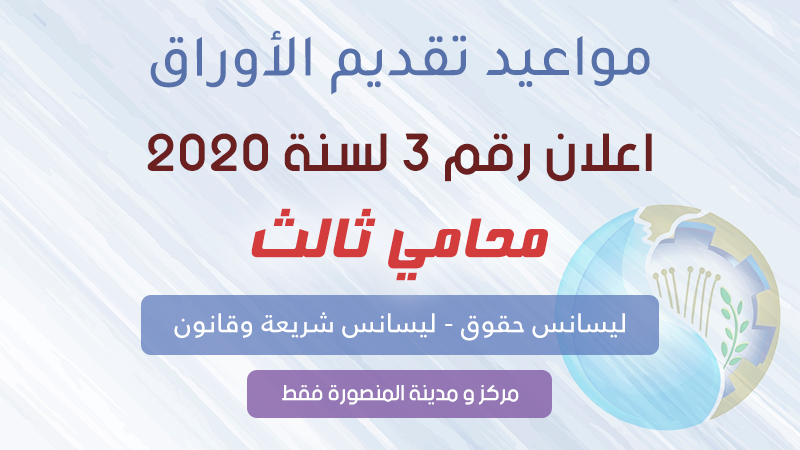 مواعيد تقديم الأوراق
اعلان رقم 3 لسنة 2020
محامي ثالث
ليسانس حقوق - ليسانس شريعة وقانون
مركز و مدينة المنصورة فقط